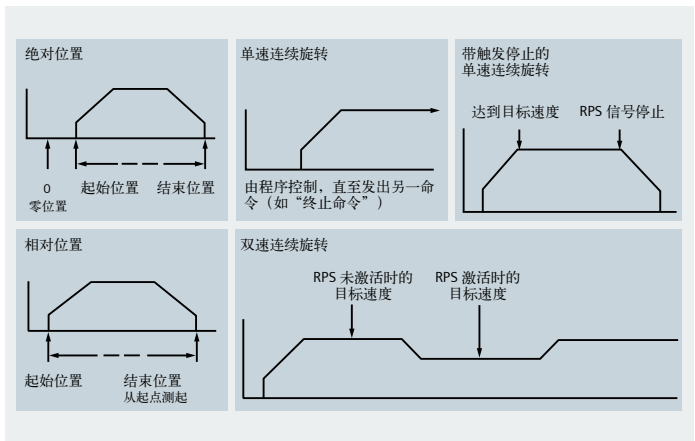 绝对位置
0
零位置
起始位置
结束位置
单速连续旋转
由程序控制，直至发出另一命
令（如“终止命令”）
带触发停止的
单速连续旋转
达到目标速度
RPS 信号停止
相对位置
起始位置
结束位置
从起点测起
双速连续旋转
RPS 未激活时的
目标速度
RPS 激活时的
目标速度